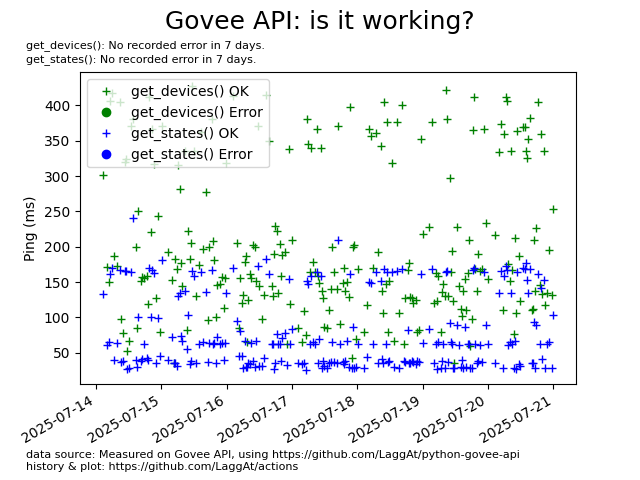 Govee API: is it working?
get_devices(): No recorded error in 7 days.
get_states(): No recorded error in 7 days.
get_devices() OK
get_devices() Error
get_states() OK
get_states() Error
Ping (ms)
400
350
300
250
200
150
100
50
2025-07-14
2025-07-15
2025-07-16
2025-07-17
2025-07-18
2025-07-19
2025-07-20
2025-07-21
data source: Measured on Govee API, using https://github.com/LaggAt/python-govee-api
history & plot: https://github.com/LaggAt/actions